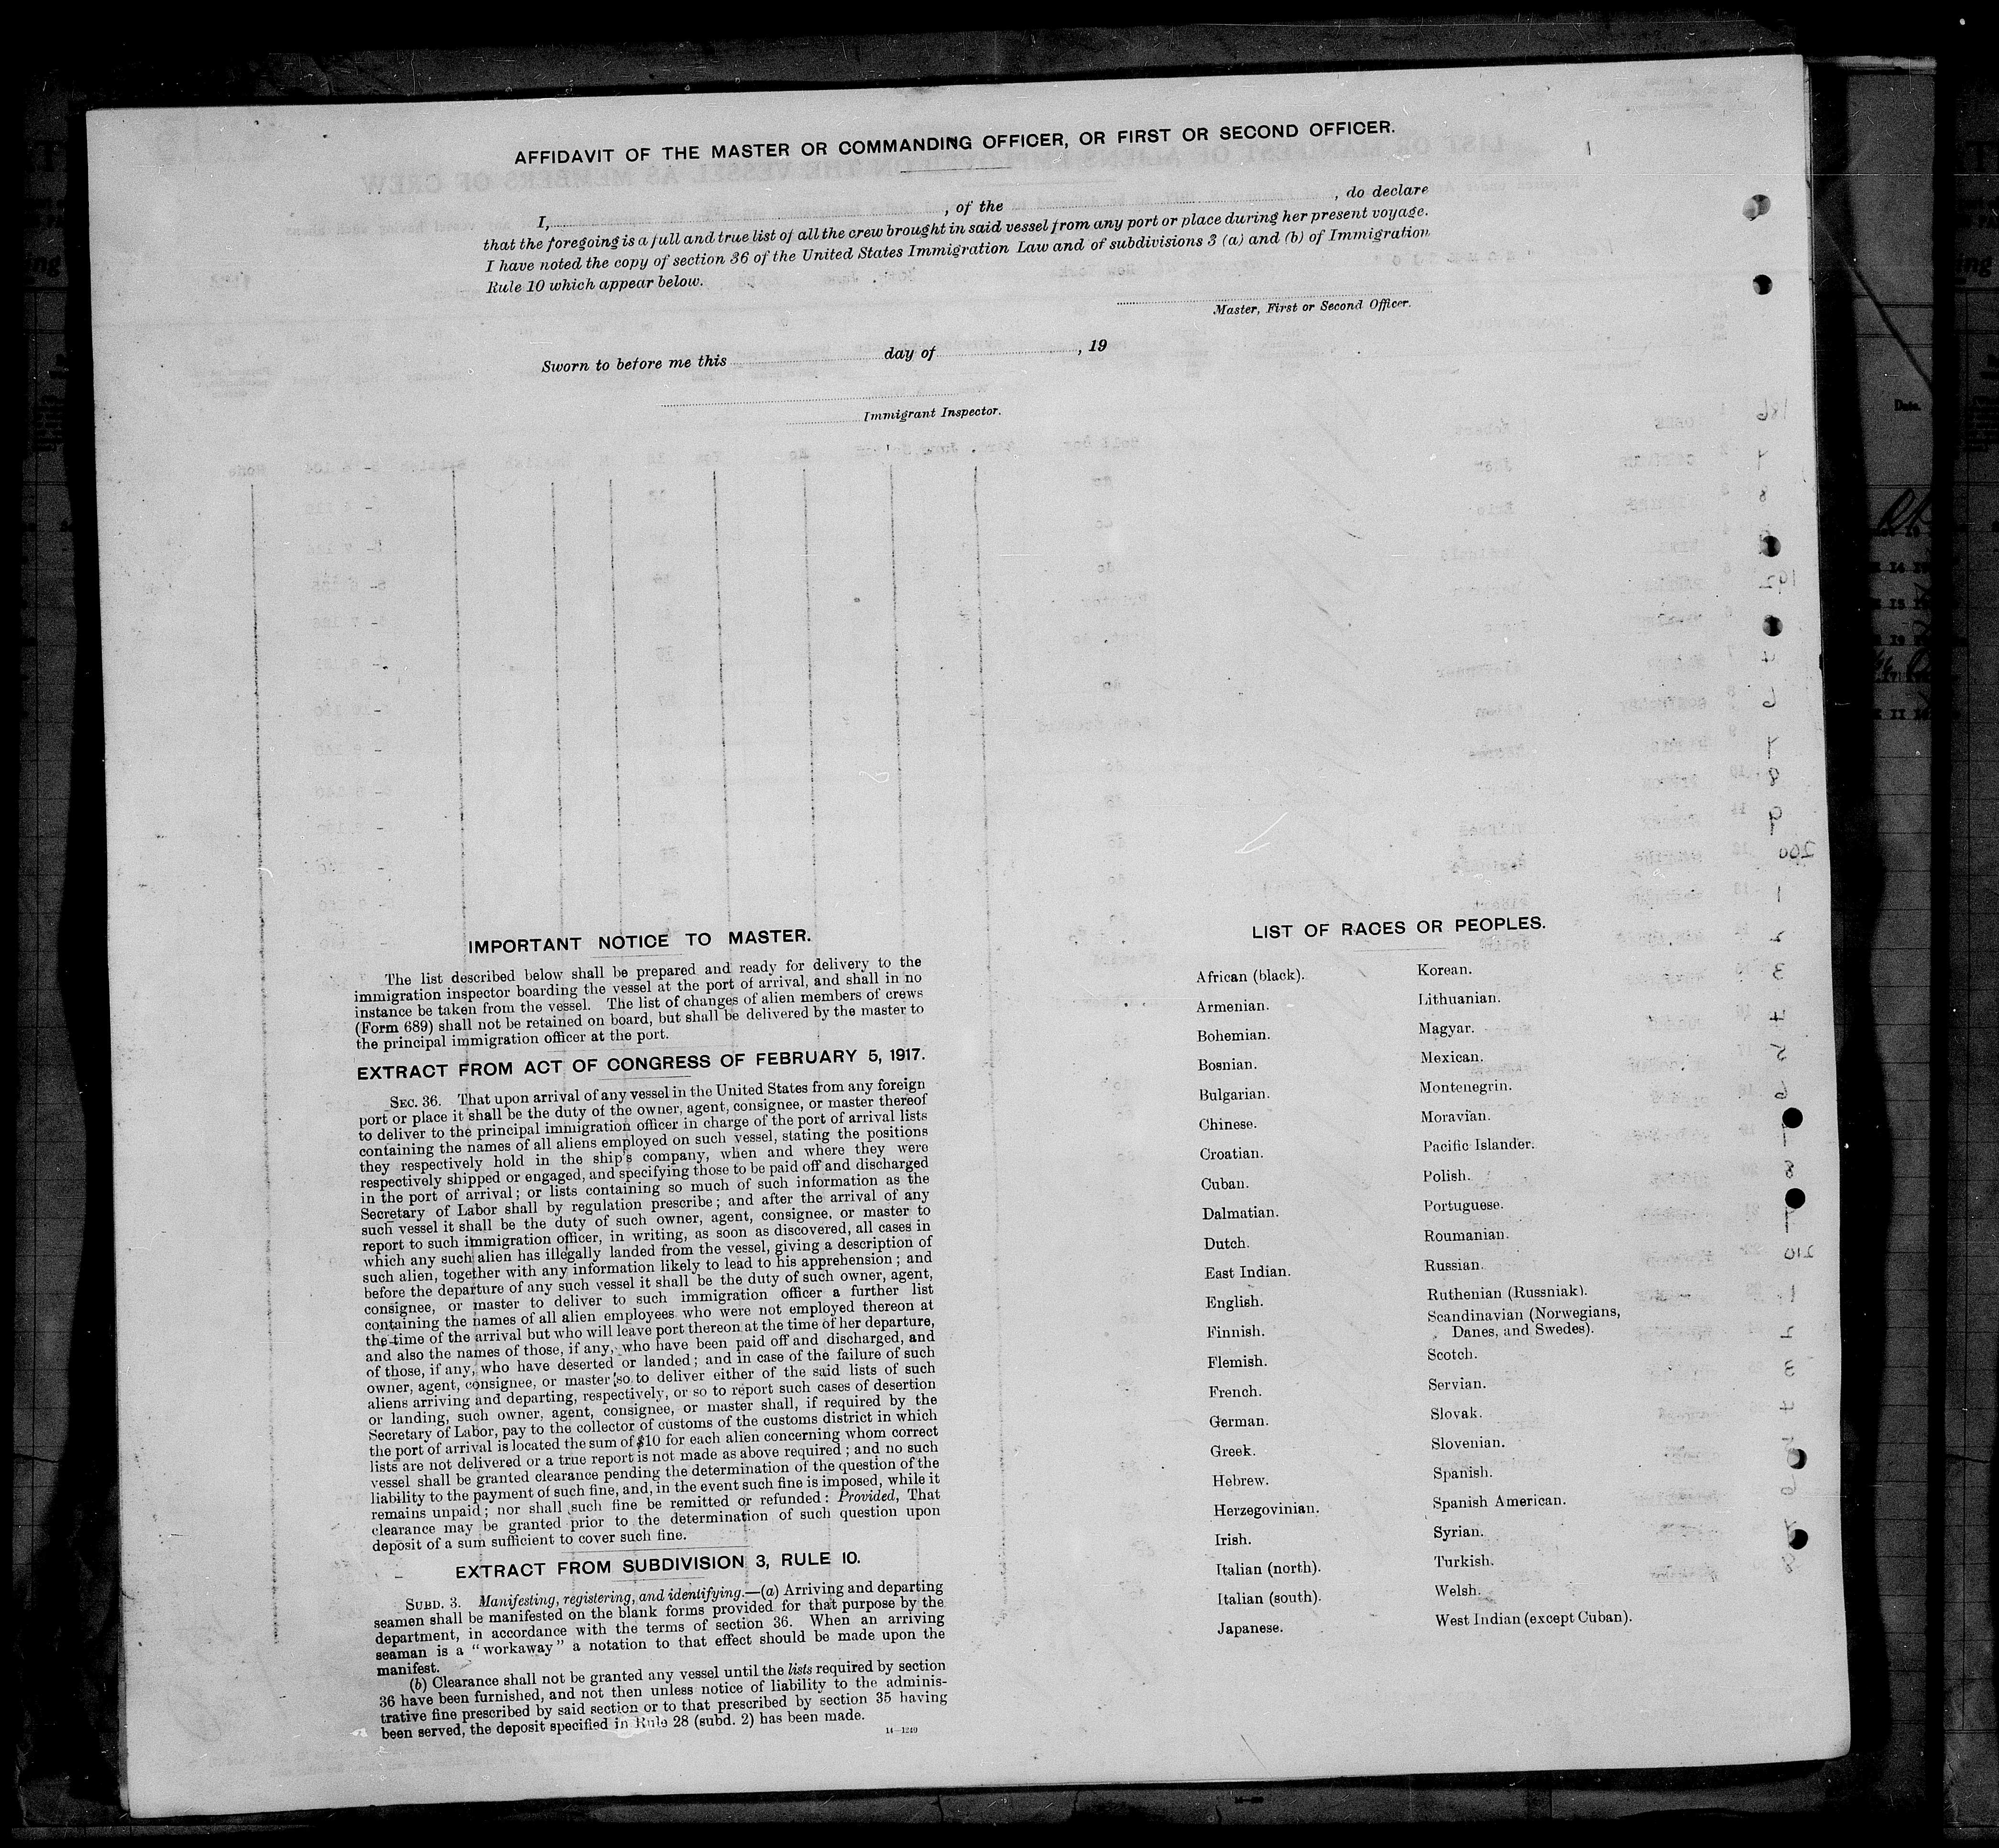 AFFIDAVIT OF THE MASTER OR COMMANDING OFFICER, OR FIRST OR SECOND OFFICER.
I, , of the , do declare
that the foregoing is a full and true list of all the crew brought in said vessel from any port or place during her present voyage.
I have noted the copy of section 36 of the United States Immigration Law and of subdivisions 3 (a) and (b) of Immigration
Rule 10 which appear below.
Master, First or Second Officer.
Sworn to before me this day of , 19
Immigrant Inspector.
IMPORTANT NOTICE TO MASTER.
The list described below shall be prepared and ready for delivery to the
immigration inspector boarding the vessel at the port of arrival, and shall in no
instance be taken from the vessel. The list of changes of alien members of crews
(Form 689) shall not be retained on board, but shall be delivered by the master to
the principal immigration officer at the port.
EXTRACT FROM ACT OF CONGRESS OF FEBRUARY 5, 1917.
SEC. 36. That upon arrival of any vessel in the United States from any foreign
port or place it shall be the duty of the owner, agent, consignee, or master thereof
to deliver to the principal immigration officer in charge of the port of arrival lists
containing the names of all aliens employed on such vessel, stating the positions
they respectively hold in the ship's company, when and where they were
respectively shipped or engaged, and specifying those to be paid off and discharged
in the port of arrival; or lists containing so much of such information as the
Secretary of Labor shall by regulation prescribe; and after the arrival of any
such vessel it shall be the duty of such owner, agent, consignee, or master to
report to such immigration officer, in writing, as soon as discovered, all cases in
which any such alien has illegally landed from the vessel, giving a description of
such alien, together with any information likely to lead to his apprehension; and
before the departure of any such vessel it shall be the duty of such owner, agent,
consignee, or master to deliver to such immigration officer a further list
containing the names of all alien employees who were not employed thereon at
the time of the arrival but who will leave port thereon at the time of her departure,
and also the names of those, if any, who have been paid off and discharged, and
of those, if any, who have deserted or landed; and in case of the failure of such
owner, agent, consignee, or master so to deliver either of the said lists of such
aliens arriving and departing, respectively, or so to report such cases of desertion
or landing, such owner, agent, consignee, or master shall, if required by the
Secretary of Labor, pay to the collector of customs of the customs district in which
the port of arrival is located the sum of $10 for each alien concerning whom correct
lists are not delivered or a true report is not made as above required; and no such
vessel shall be granted clearance pending the determination of the question of the
liability to the payment of such fine, and, in the event such fine is imposed, while it
remains unpaid; nor shall such fine be remitted or refunded: Provided, That
clearance may be granted prior to the determination of such question upon
deposit of a sum sufficient to cover such fine.
EXTRACT FROM SUBDIVISION 3, RULE 10.
SUBD. 3. Manifesting, registering, and identifying.—(a) Arriving and departing
seamen shall be manifested on the blank forms provided for that purpose by the
department, in accordance with the terms of section 36. When an arriving
seaman is a "workaway" a notation to that effect should be made upon the
manifest.
(b) Clearance shall not be granted any vessel until the lists required by section
36 have been furnished, and not then unless notice of liability to the adminis-
trative fine prescribed by said section or to that prescribed by section 35 having
been served, the deposit specified in Rule 28 (subd. 2) has been made.
14—1240
LIST OF RACES OR PEOPLES.
African (black).
Armenian.
Bohemian.
Bosnian.
Bulgarian.
Chinese.
Croatian.
Cuban.
Dalmatian.
Dutch.
East Indian.
English.
Finnish.
Flemish.
French.
German.
Greek.
Hebrew.
Herzegovinian.
Irish.
Italian (north).
Italian (south).
Japanese.
Korean.
Lithuanian.
Magyar.
Mexican.
Montenegrin.
Moravian.
Pacific Islander.
Polish.
Portuguese.
Roumanian.
Russian.
Ruthenian (Russniak).
Scandinavian (Norwegians,
Danes, and Swedes).
Scotch.
Servian.
Slovak.
Slovenian.
Spanish.
Spanish American.
Syrian.
Turkish.
Welsh.
West Indian (except Cuban).